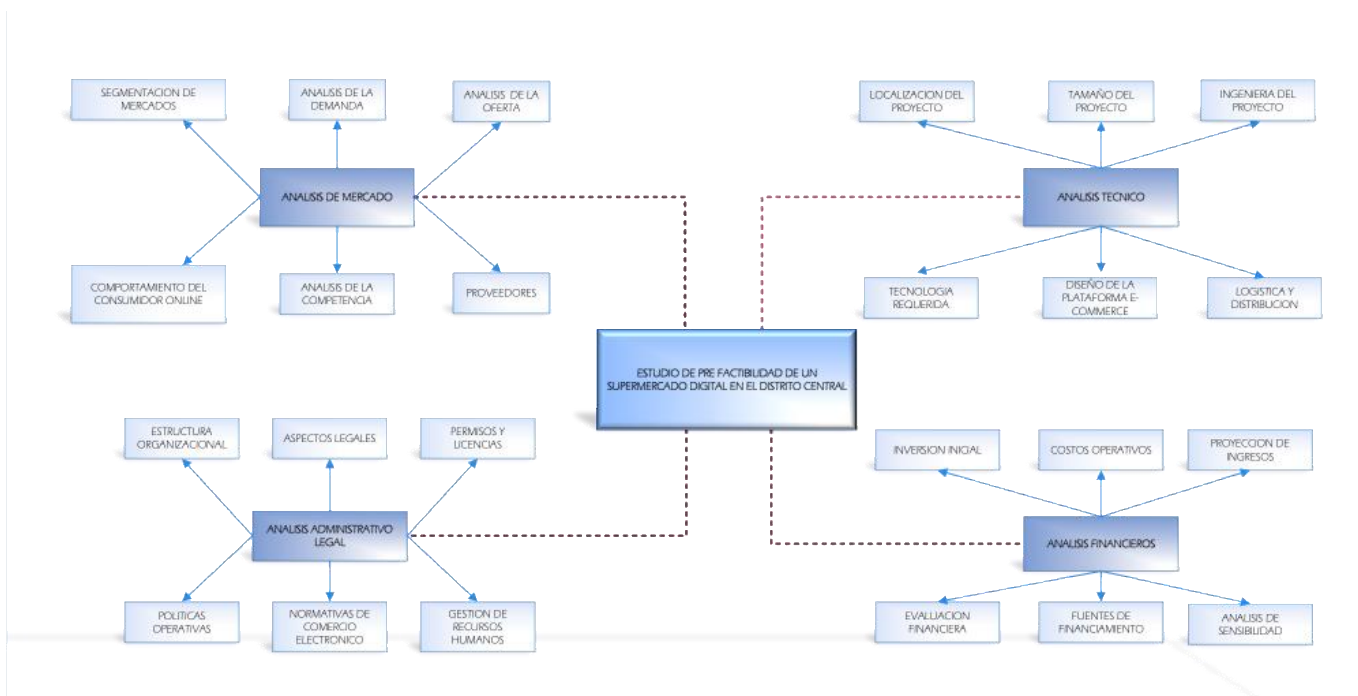 SEGMENTACION DE
MERCADOS
ANALISIS DE LA
DEMANDA
ANALISIS DE LA
OFERTA
ANALISIS DE MERCADO
COMPORTAMIENTO DEL
CONSUMIDOR ONLINE
ANALISIS DE LA
COMPETENCIA
PROVEEDORES
LOCALIZACION DEL
PROYECTO
TAMAÑO DEL
PROYECTO
INGENIERIA DEL
PROYECTO
ANALISIS TECNICO
TECNOLOGIA
REQUERIDA
DISEÑO DE LA
PLATAFORMA E-
COMMERCE
LOGISTICA Y
DISTRIBUCION
ESTUDIO DE PRE FACTIBILIDAD DE UN
SUPERMERCADO DIGITAL EN EL DISTRITO CENTRAL
ESTRUCTURA
ORGANIZACIONAL
ASPECTOS LEGALES
PERMISOS Y
LICENCIAS
ANALISIS ADMINISTRATIVO
LEGAL
POLITICAS
OPERATIVAS
NORMATIVAS DE
COMERCIO
ELECTRONICO
GESTION DE
RECURSOS
HUMANOS
INVERSION INICIAL
COSTOS OPERATIVOS
PROYECCION DE
INGRESOS
ANALISIS FINANCIEROS
EVALUACION
FINANCIERA
FUENTES DE
FINANCIAMIENTO
ANALISIS DE
SENSIBILIDAD